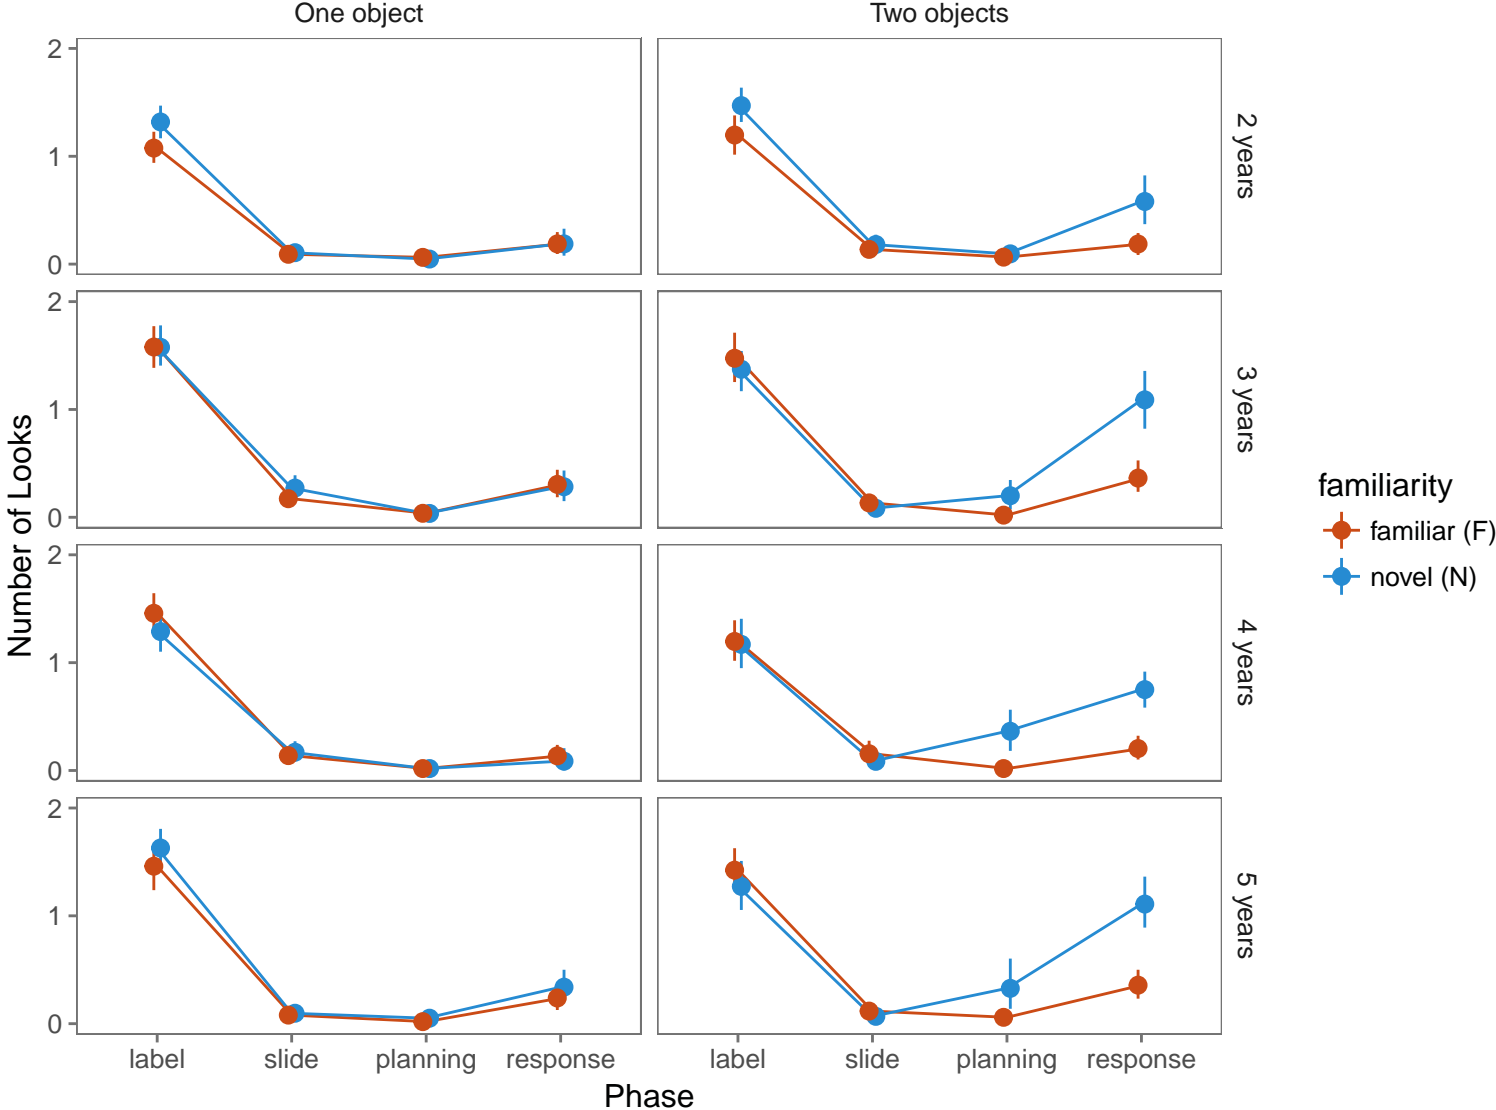 One object
Two objects
2
1
0
2 years
2
1
0
3 years
2
1
0
4 years
2
1
0
5 years
Number of Looks
label slide planning response
label slide planning response
Phase
familiarity
familiar (F)
novel (N)